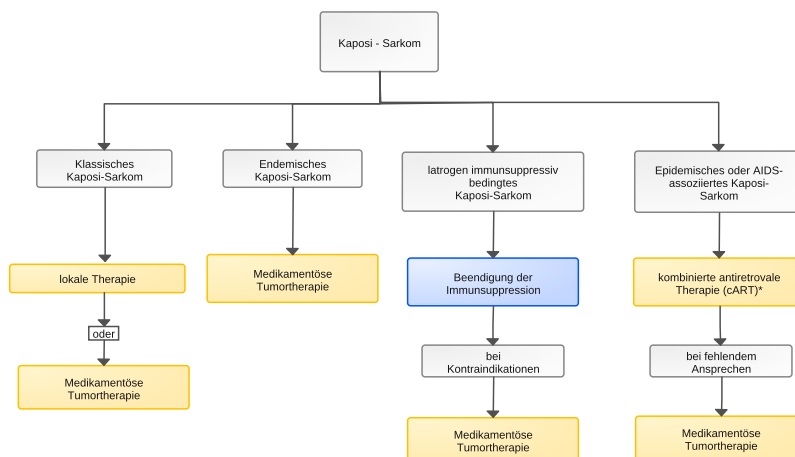 Kaposi - Sarkom
Klassisches
Kaposi-Sarkom
Endemisches
Kaposi-Sarkom
Iatrogen immunsuppressiv
bedingtes
Kaposi-Sarkom
Epidemisches oder AIDS-
assoziiertes Kaposi-
Sarkom
lokale Therapie
Medikamentöse
Tumortherapie
Beendigung der
Immunsuppression
kombinierte antiretrovale
Therapie (cART)*
oder
bei
Kontraindikationen
bei fehlendem
Ansprechen
Medikamentöse
Tumortherapie
Medikamentöse
Tumortherapie
Medikamentöse
Tumortherapie